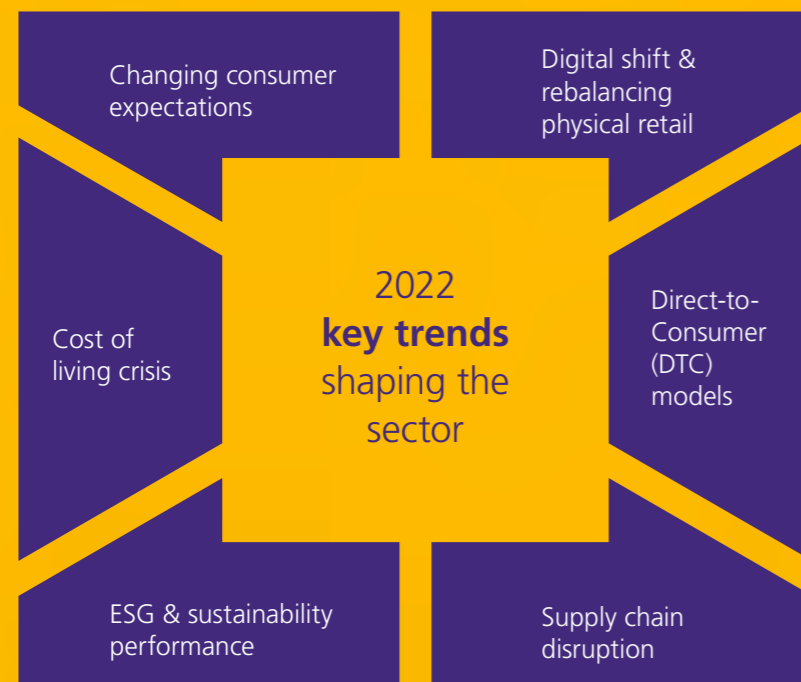 Changing consumer
expectations
Digital shift &
rebalancing
physical retail
2022
key trends
shaping the
sector
Cost of
living crisis
Direct-to-
Consumer
(DTC)
models
ESG & sustainability
performance
Supply chain
disruption